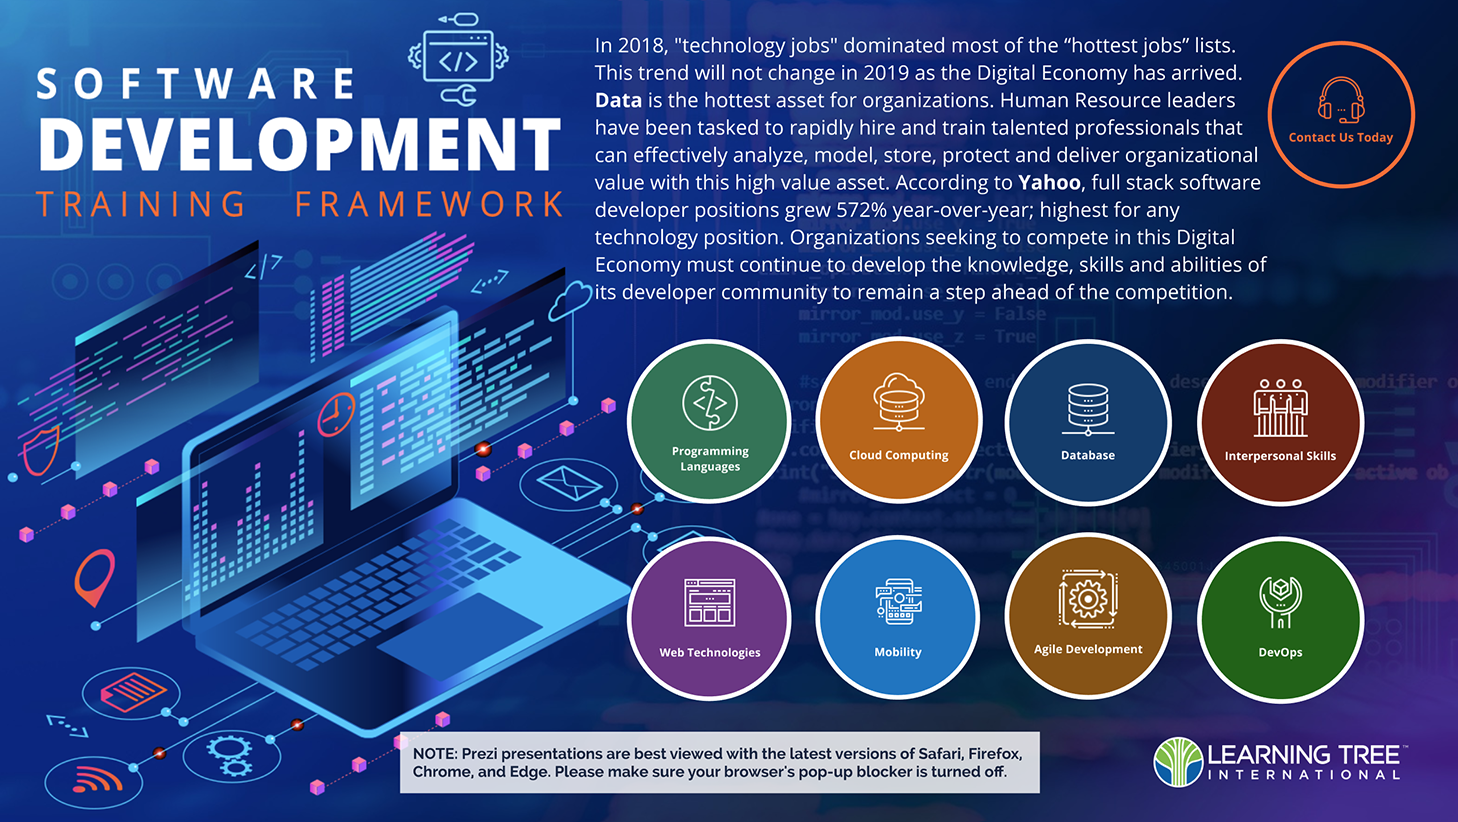 SOFTWARE
DEVELOPMENT
TRAINING FRAMEWORK
In 2018, "technology jobs" dominated most of the “hottest jobs” lists.
This trend will not change in 2019 as the Digital Economy has arrived.
Data is the hottest asset for organizations. Human Resource leaders
have been tasked to rapidly hire and train talented professionals that
can effectively analyze, model, store, protect and deliver organizational
value with this high value asset. According to Yahoo, full stack software
developer positions grew 572% year-over-year; highest for any
technology position. Organizations seeking to compete in this Digital
Economy must continue to develop the knowledge, skills and abilities of
its developer community to remain a step ahead of the competition.
Contact Us Today
mirror_mod.use_y = False
mirror_mod.use_z = True
Programming
Languages
Cloud Computing
Database
Interpersonal Skills
Web Technologies
Mobility
Agile Development
DevOps
NOTE: Prezi presentations are best viewed with the latest versions of Safari, Firefox,
Chrome, and Edge. Please make sure your browser's pop-up blocker is turned off.
LEARNING TREE™
INTERNATIONAL